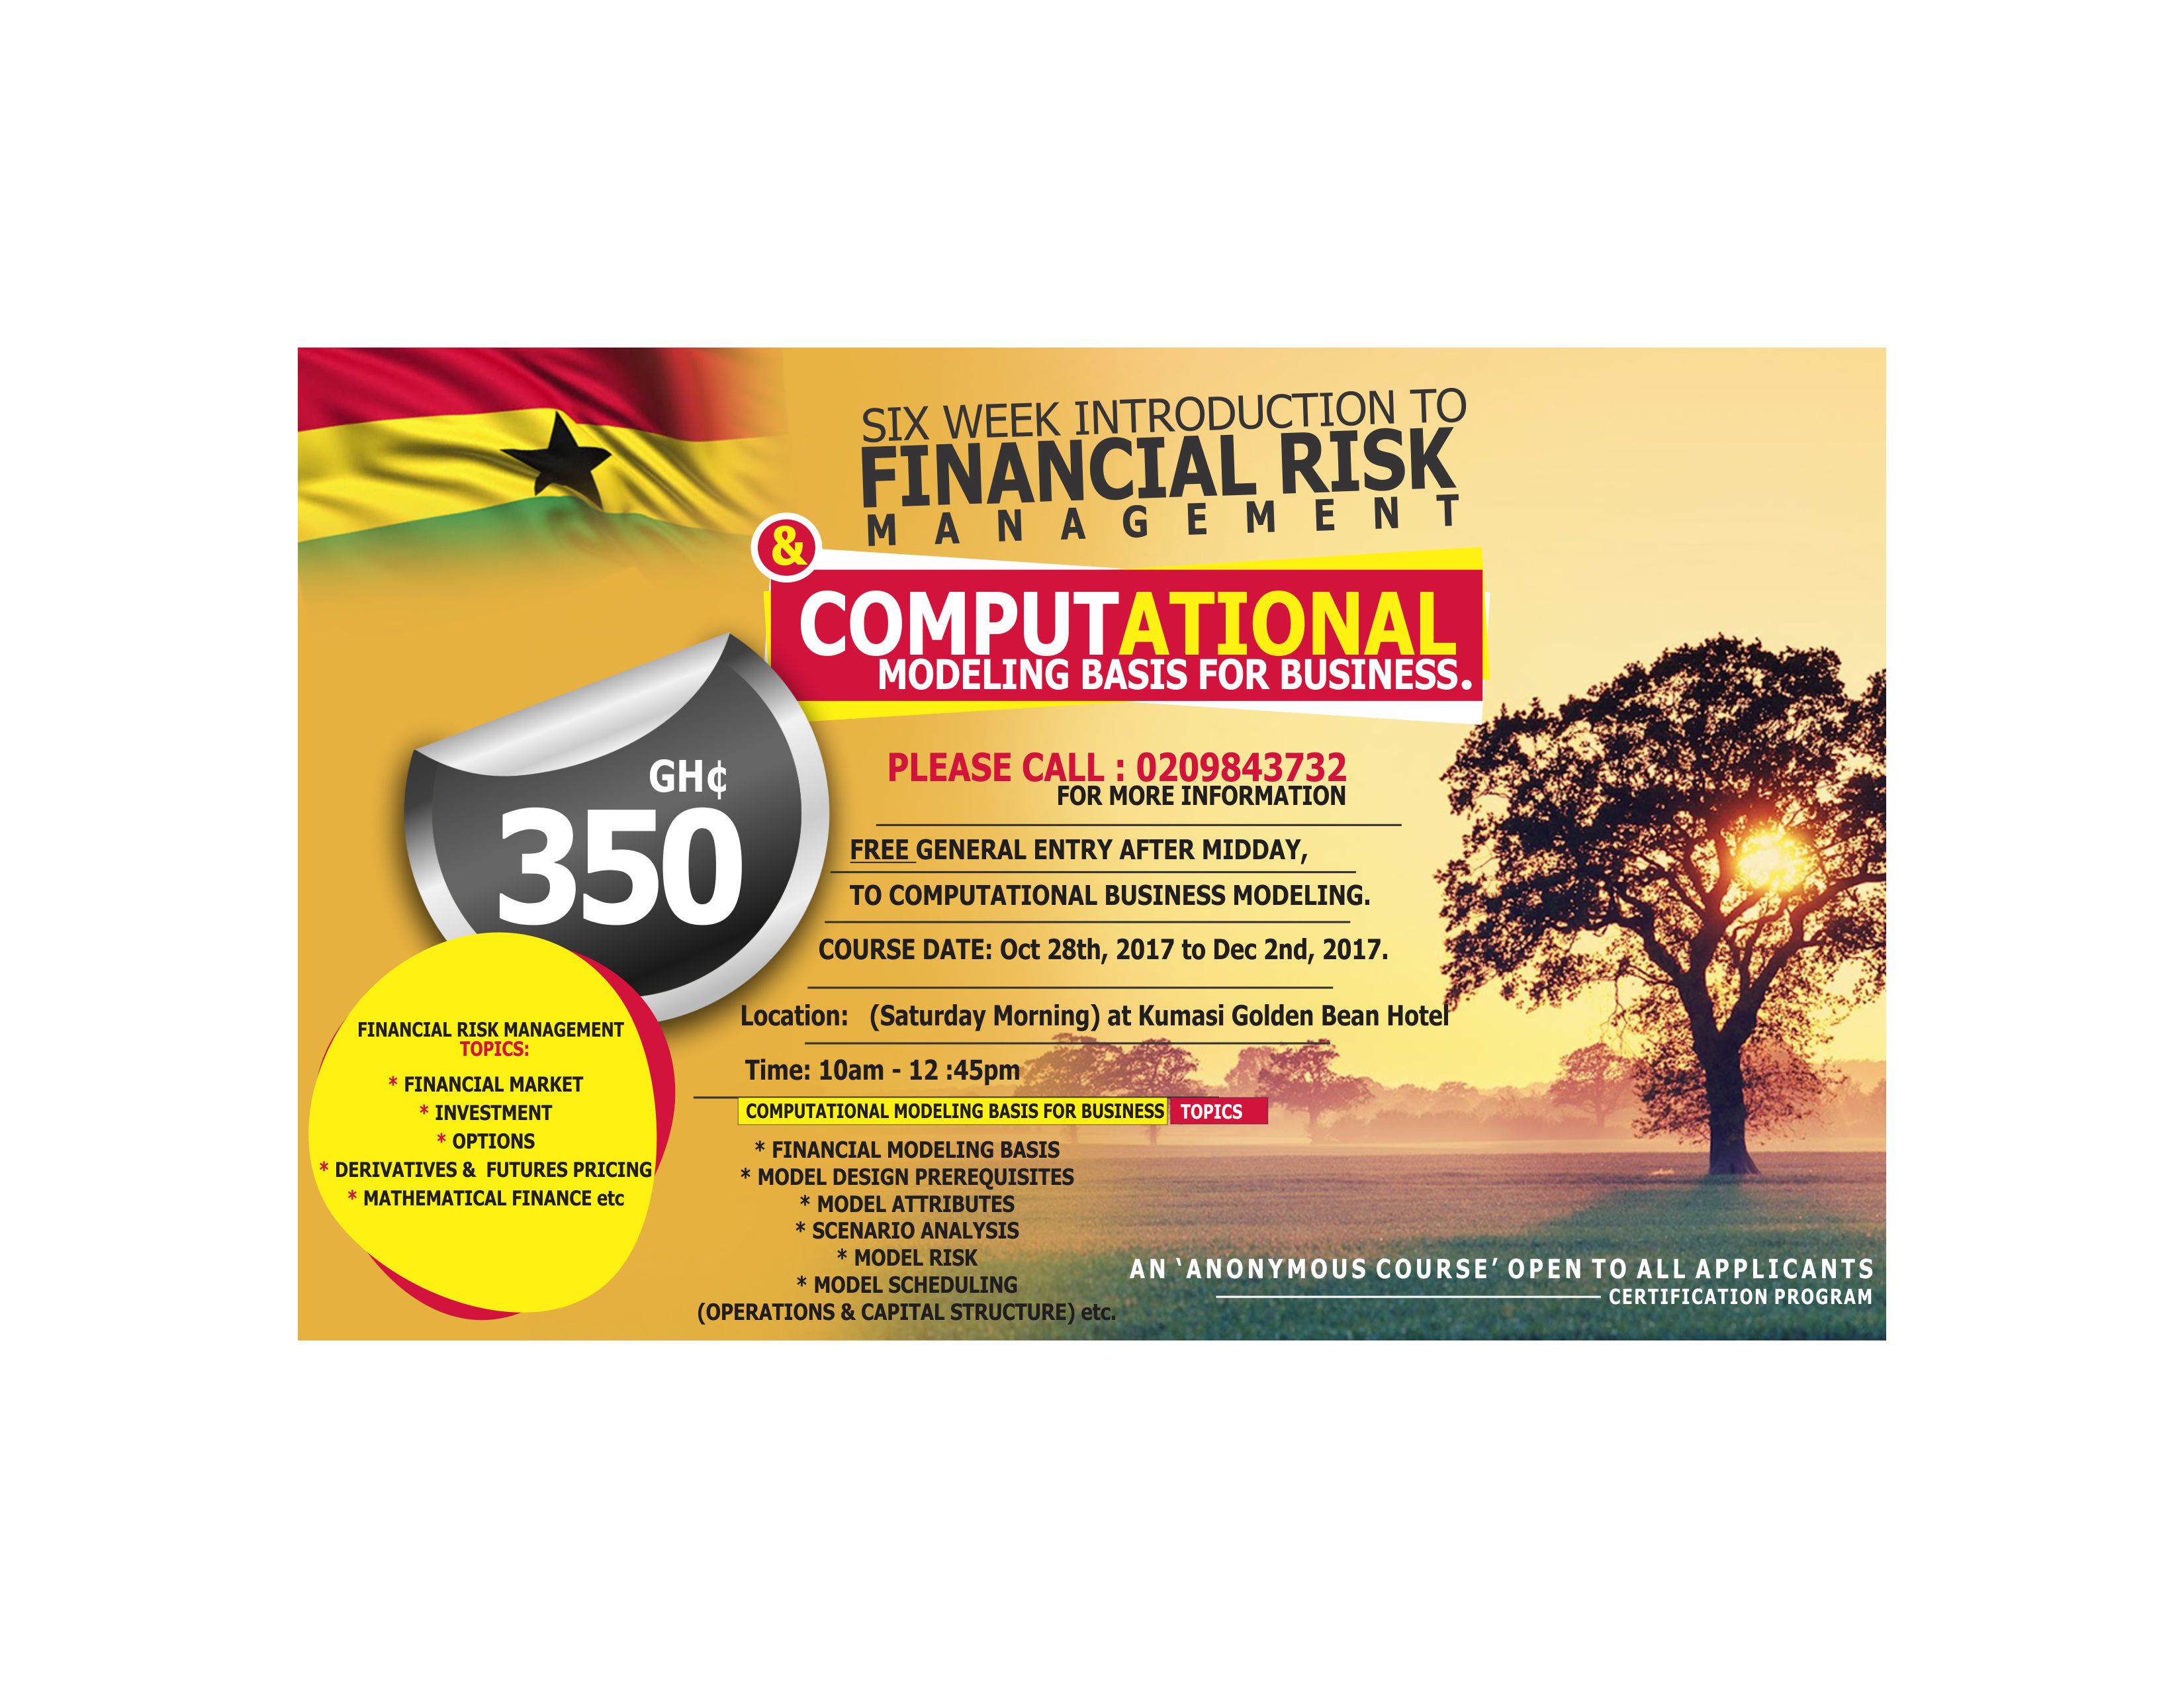 SIX WEEK INTRODUCTION TO
FINANCIAL RISK
MANAGEMENT
&
COMPUTATIONAL
MODELING BASIS FOR BUSINESS.
GH¢
350
PLEASE CALL : 0209843732
FOR MORE INFORMATION
FREE GENERAL ENTRY AFTER MIDDAY,
TO COMPUTATIONAL BUSINESS MODELING.
COURSE DATE: Oct 28th, 2017 to Dec 2nd, 2017.
Location: (Saturday Morning) at Kumasi Golden Bean Hotel
Time: 10am - 12 :45pm
FINANCIAL RISK MANAGEMENT
TOPICS:
* FINANCIAL MARKET
* INVESTMENT
* OPTIONS
* DERIVATIVES & FUTURES PRICING
* MATHEMATICAL FINANCE etc
COMPUTATIONAL MODELING BASIS FOR BUSINESS TOPICS
* FINANCIAL MODELING BASIS
* MODEL DESIGN PREREQUISITES
* MODEL ATTRIBUTES
* SCENARIO ANALYSIS
* MODEL RISK
* MODEL SCHEDULING
(OPERATIONS & CAPITAL STRUCTURE) etc.
AN ‘ANONYMOUS COURSE’ OPEN TO ALL APPLICANTS
CERTIFICATION PROGRAM